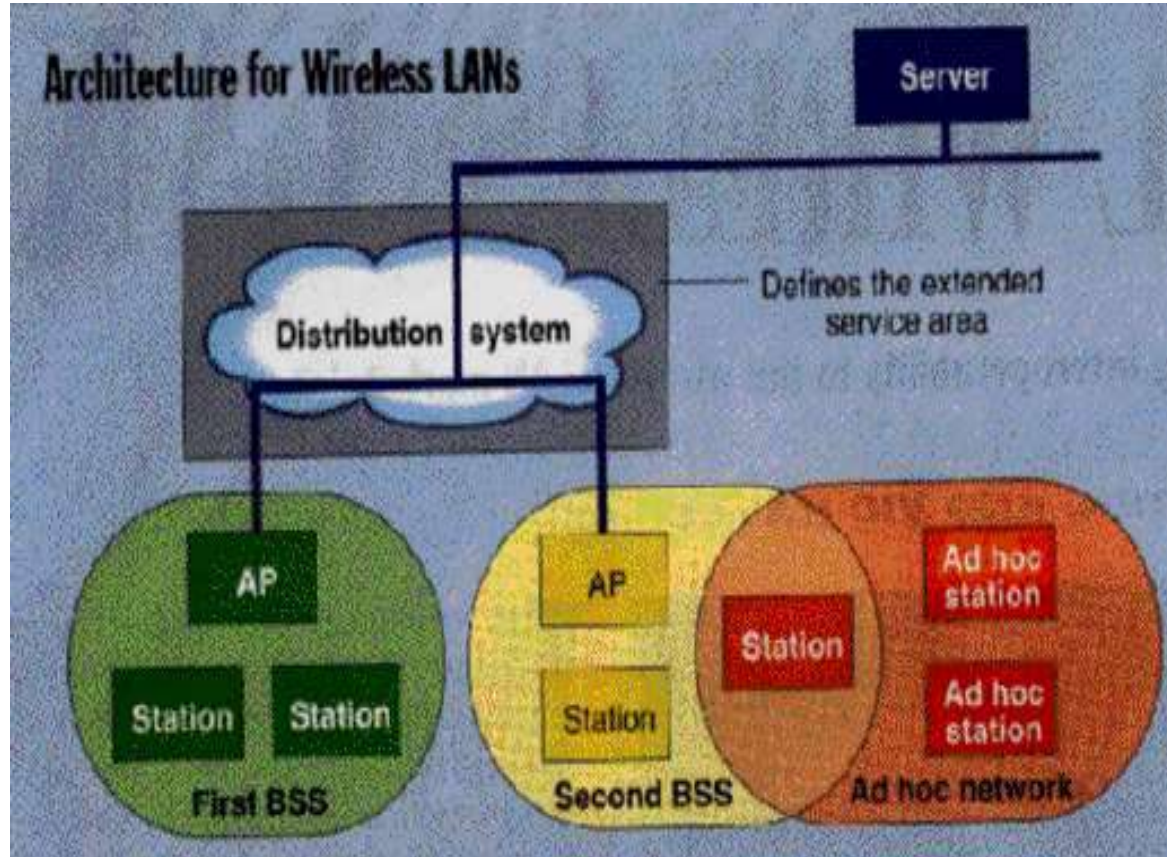 Architecture for Wireless LANs
Server
Distribution system
Defines the extended
service area
AP
Station
Station
First BSS
AP
Station
Second BSS
Station
Ad hoc
station
Ad hoc
station
Ad hoc network